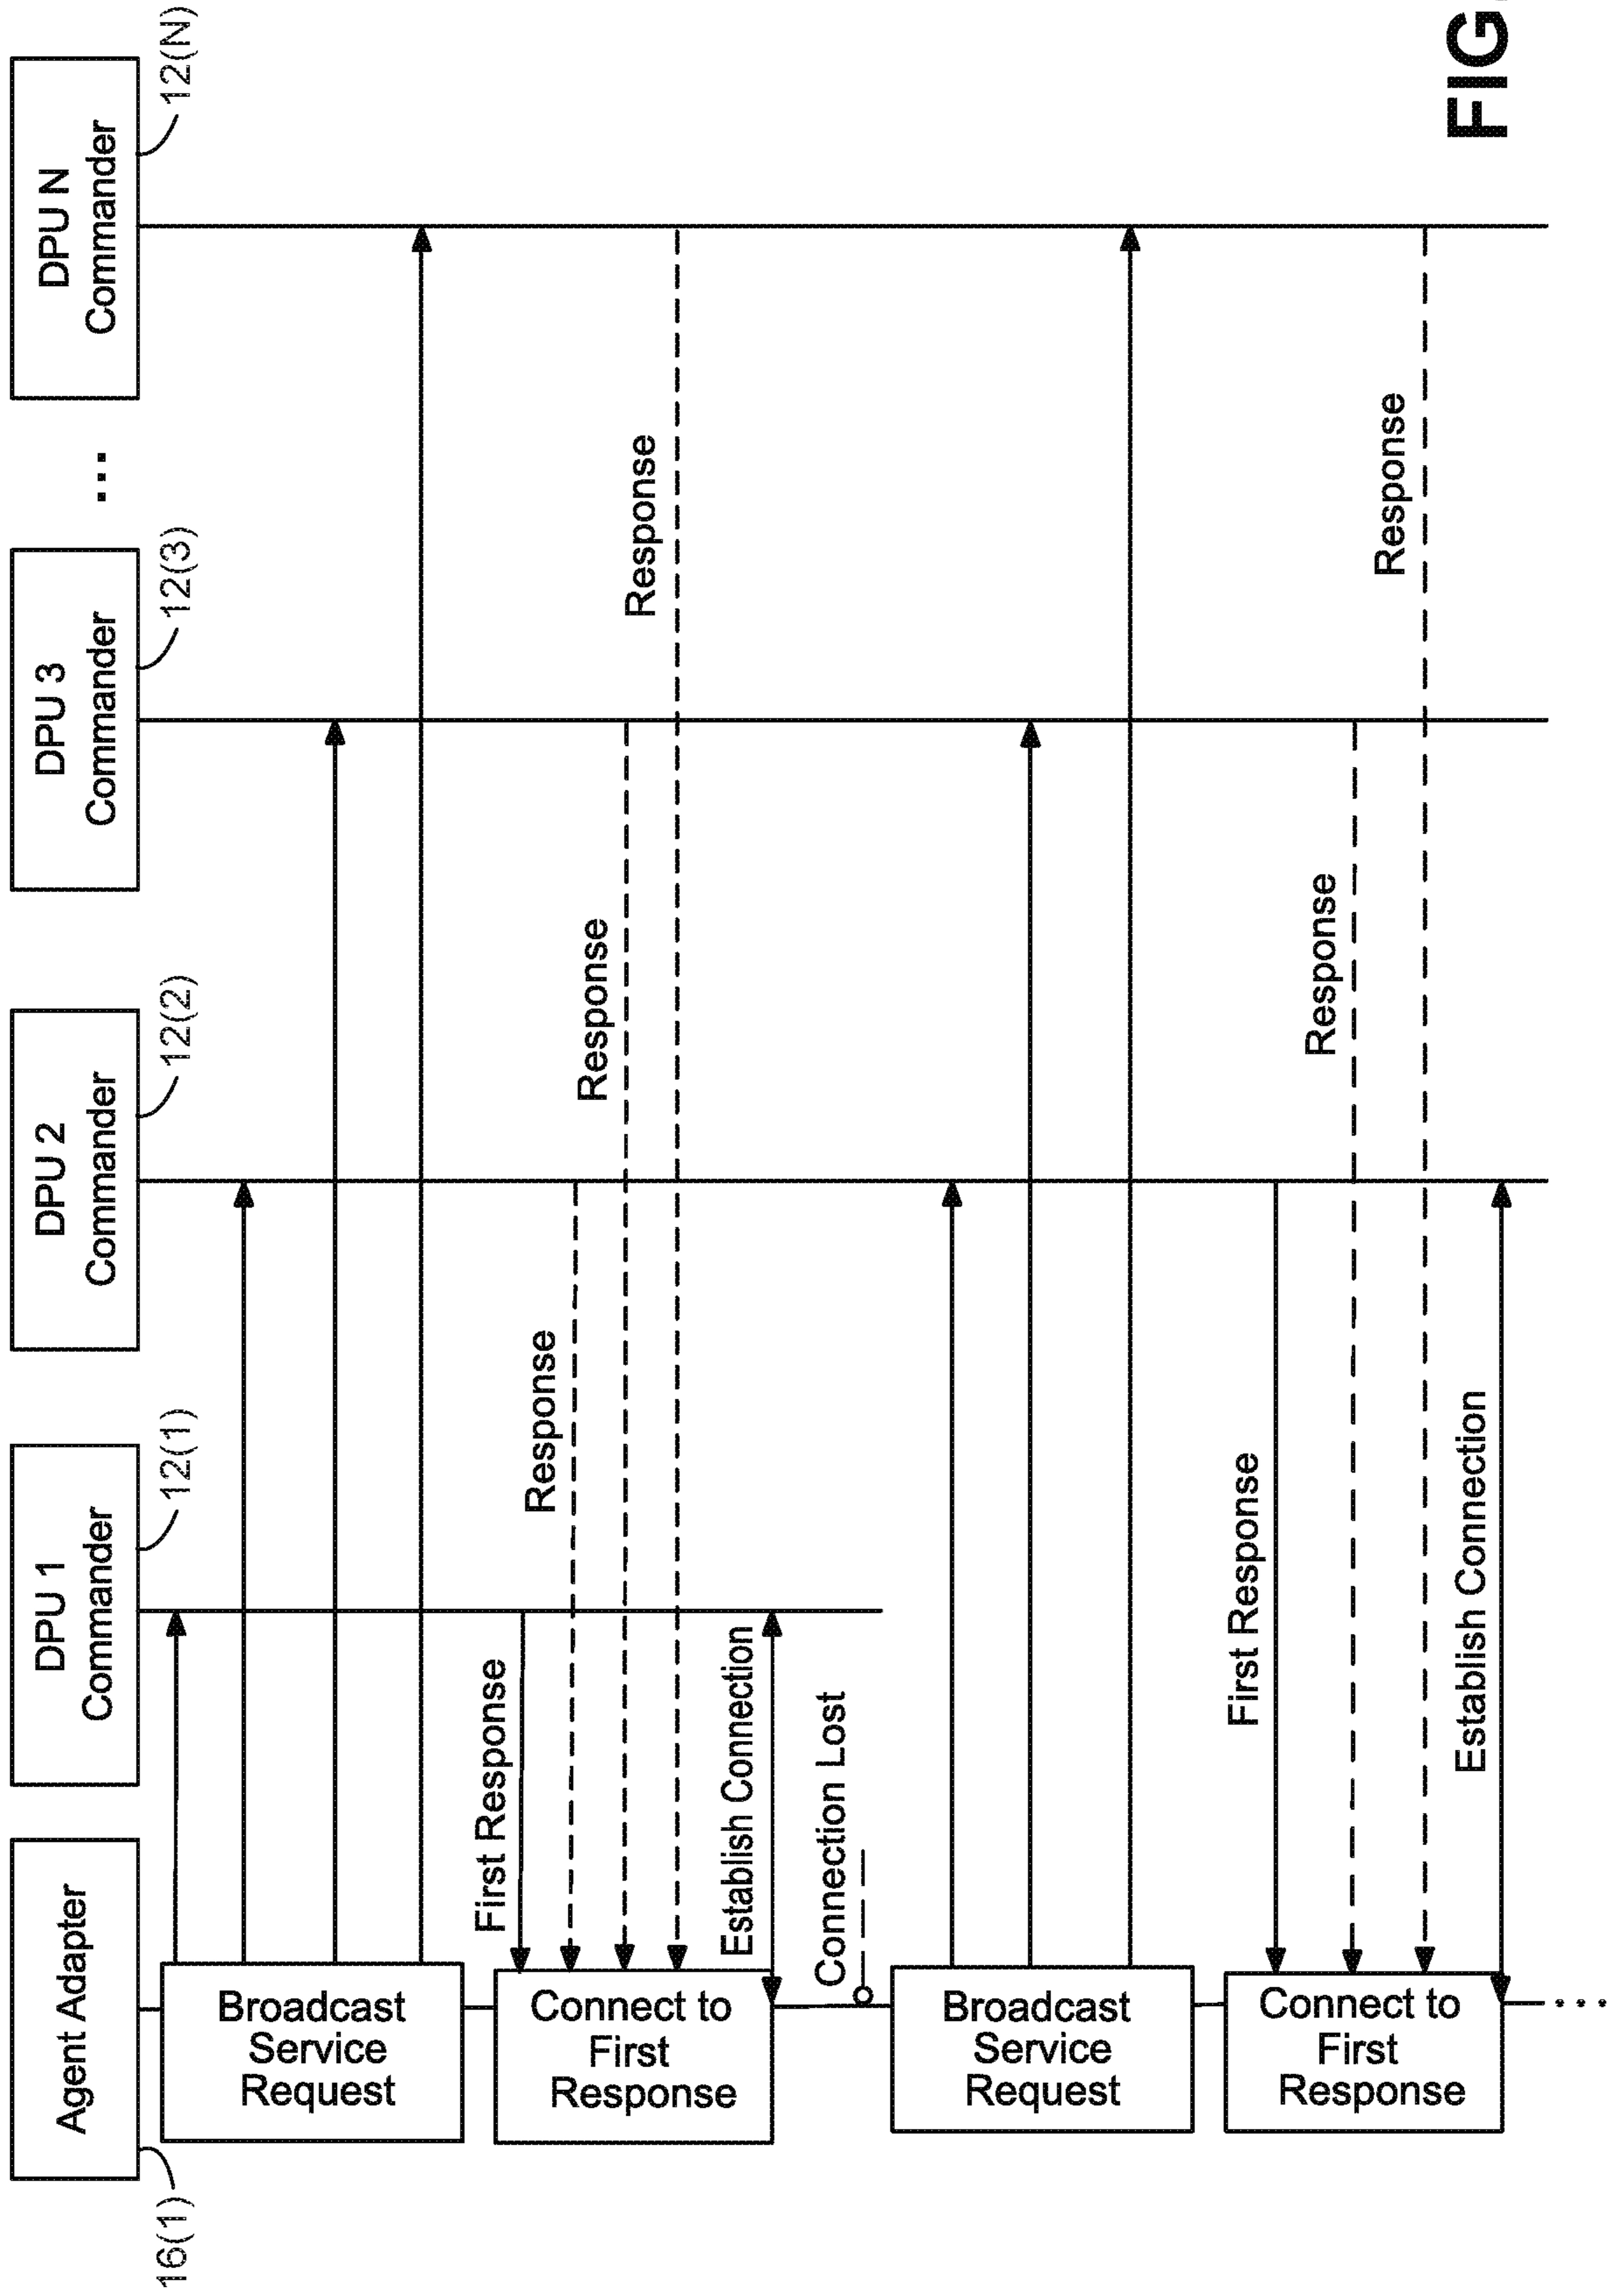 Agent Adapter
16(1)
DPU 1
Commander
12(1)
DPU 2
Commander
12(2)
DPU 3
Commander
12(3)
...
DPU N
Commander
12(N)
Broadcast
Service
Request
Connect to
First
Response
First Response
Response
Response
Response
Establish Connection
Connection Lost
Broadcast
Service
Request
Connect to
First
Response
First Response
Response
Response
Establish Connection
...
FIG.